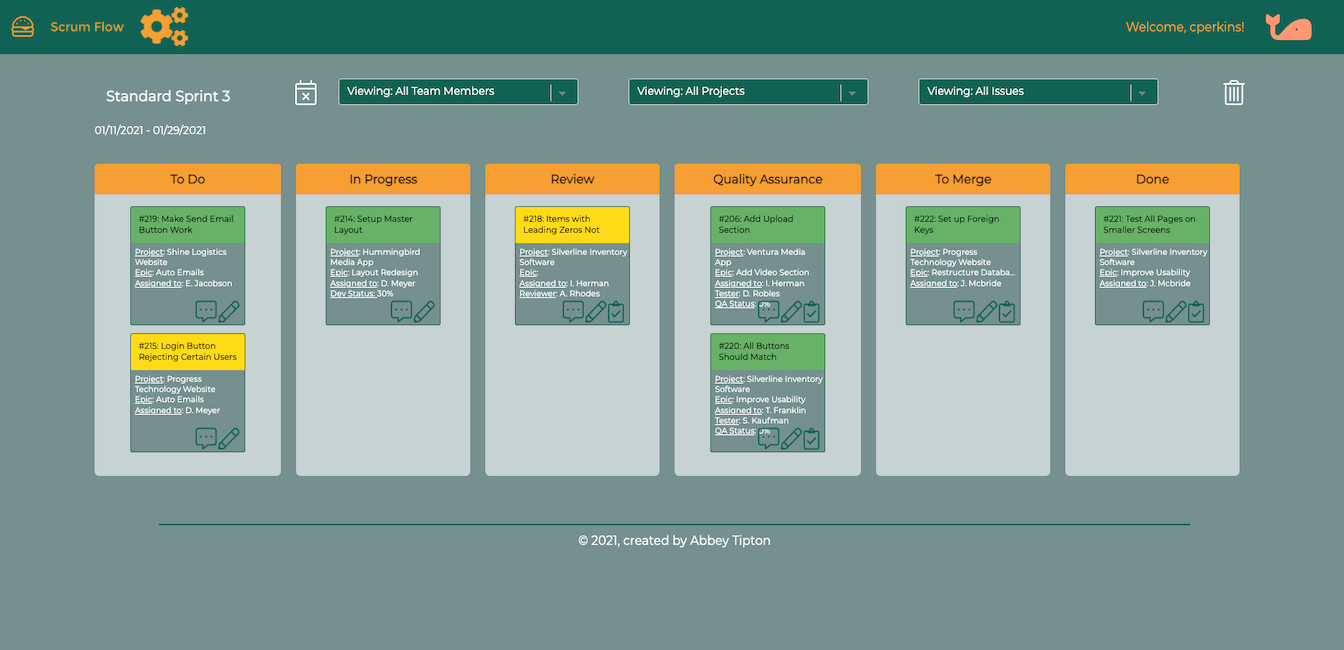 Scrum Flow
Welcome, cperkins!
Standard Sprint 3
Viewing: All Team Members
Viewing: All Projects
Viewing: All Issues
01/11/2021 - 01/29/2021
To Do
#219: Make Send Email
Button Work
Project: Shine Logistics
Website
Epic: Auto Emails
Assigned to: E. Jacobson
#215: Login Button
Rejecting Certain Users
Project: Progress
Technology Website
Epic: Auto Emails
Assigned to: D. Meyer
In Progress
#214: Setup Master
Layout
Project: Hummingbird
Media App
Epic: Layout Redesign
Assigned to: D. Meyer
Dev Status: 30%
Review
#218: Items with
Leading Zeros Not
Project: Silverline Inventory
Software
Epic:
Assigned to: I. Herman
Reviewer: A. Rhodes
Quality Assurance
#206: Add Upload
Section
Project: Ventura Media
App
Epic: Add Video Section
Assigned to: I. Herman
Tester: D. Robles
QA Status: 0%
#220: All Buttons
Should Match
Project: Silverline Inventory
Software
Epic: Improve Usability
Assigned to: T. Franklin
Tester: S. Kaufman
QA Status: 0%
To Merge
#222: Set up Foreign
Keys
Project: Progress
Technology Website
Epic: Restructure Databa...
Assigned to: J. Mcbride
Done
#221: Test All Pages on
Smaller Screens
Project: Silverline Inventory
Software
Epic: Improve Usability
Assigned to: J. Mcbride
© 2021, created by Abbey Tipton